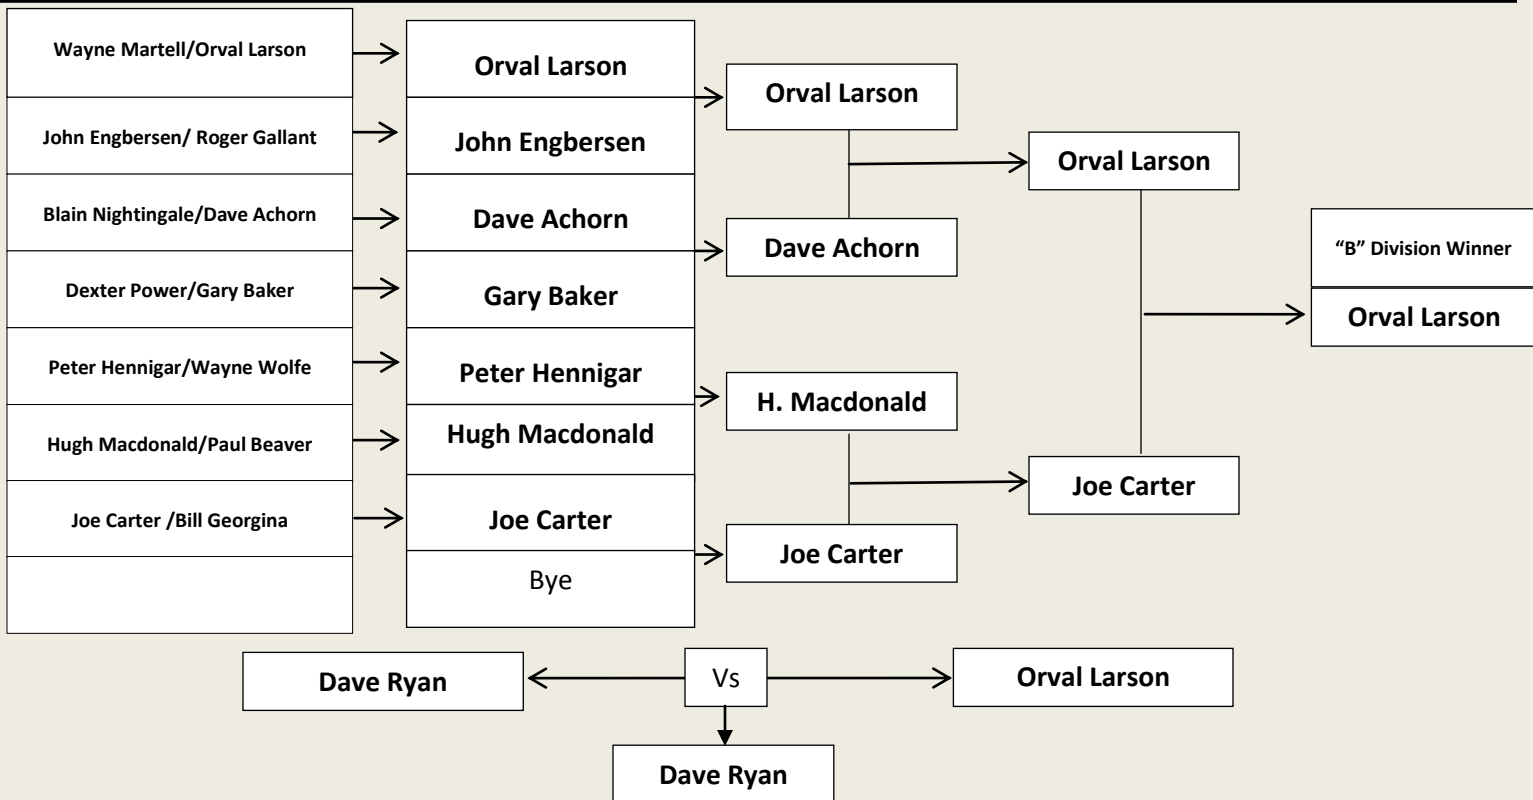 Wayne Martell/Orval Larson
John Engbersen/ Roger Gallant
Blain Nightingale/Dave Achorn
Dexter Power/Gary Baker
Peter Hennigar/Wayne Wolfe
Hugh Macdonald/Paul Beaver
Joe Carter /Bill Georgina
Orval Larson
John Engbersen
Dave Achorn
Gary Baker
Peter Hennigar
Hugh Macdonald
Joe Carter
Bye
Orval Larson
Dave Achorn
H. Macdonald
Joe Carter
Orval Larson
Joe Carter
“B” Division Winner
Orval Larson
Dave Ryan
Vs
Orval Larson
Dave Ryan